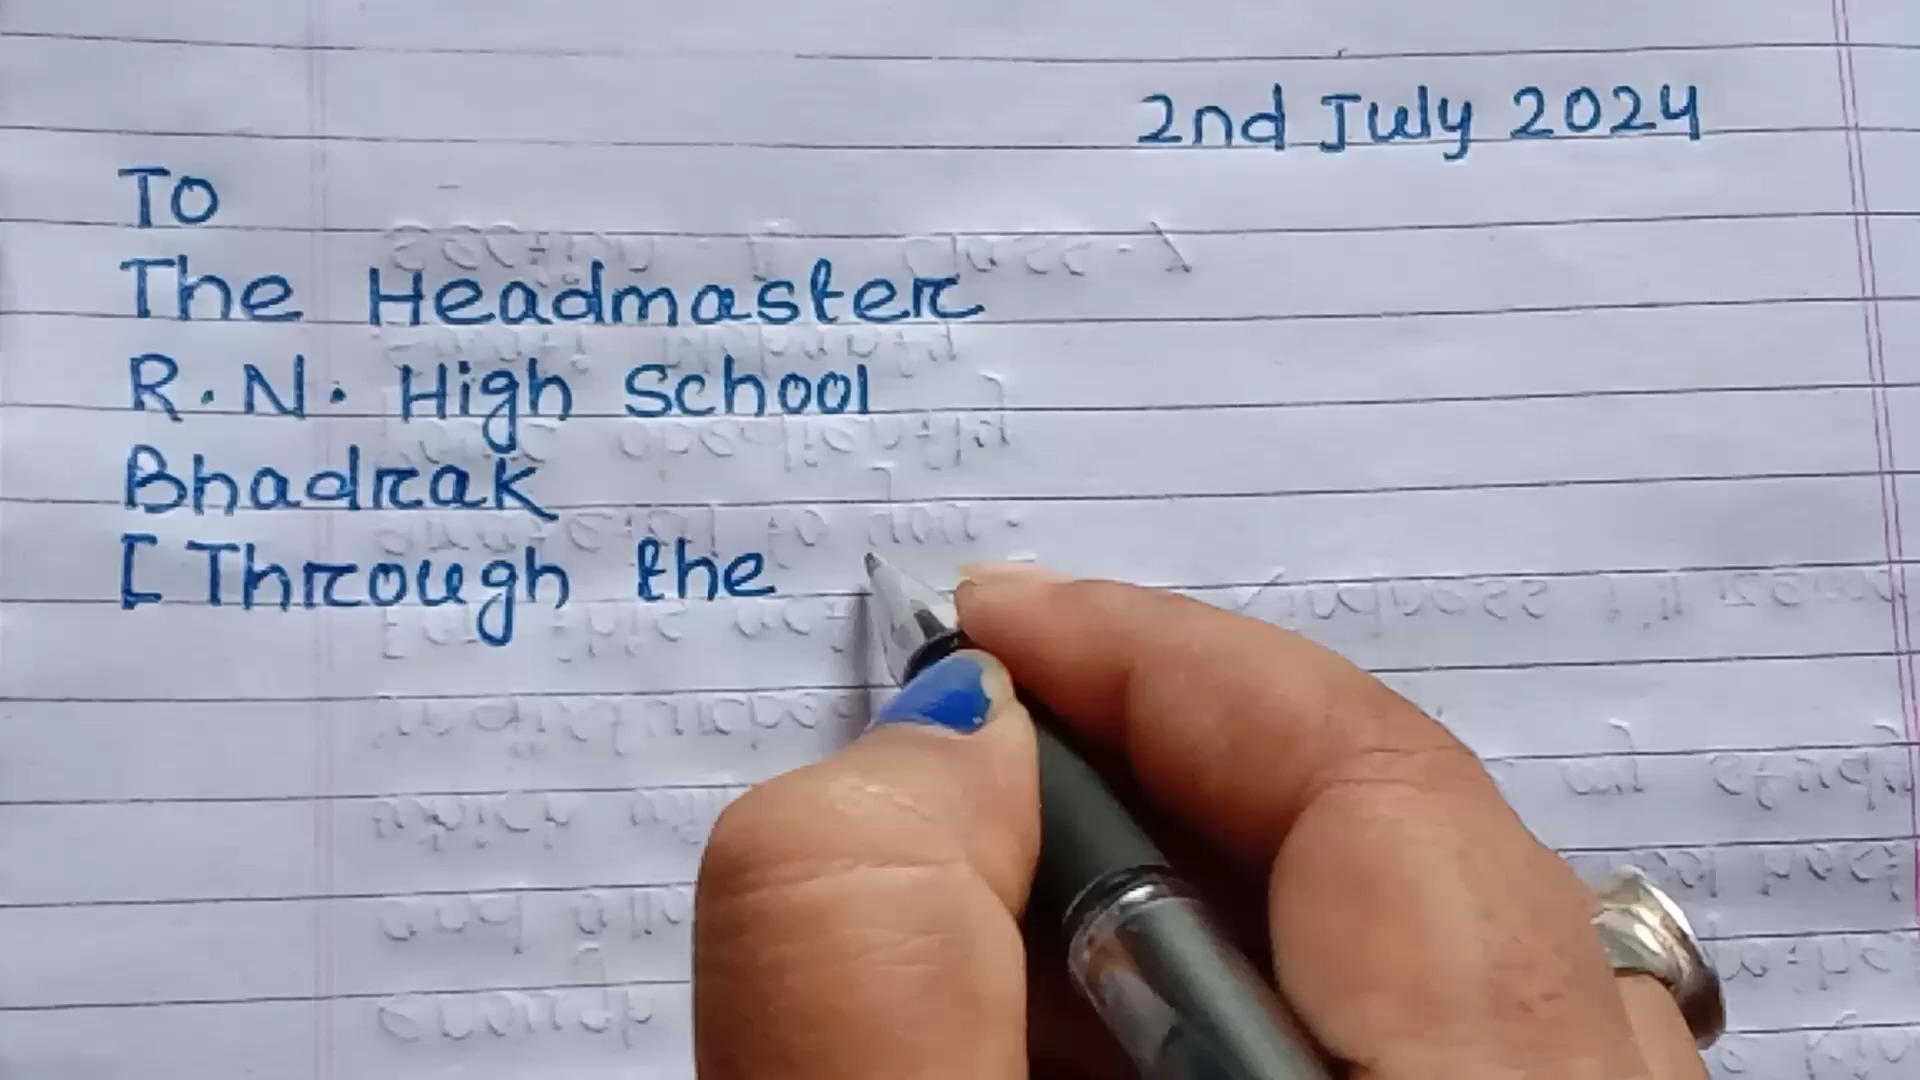 2nd July 2024
To
The Headmaster
R.N. High School
Bhadrak
[Through the